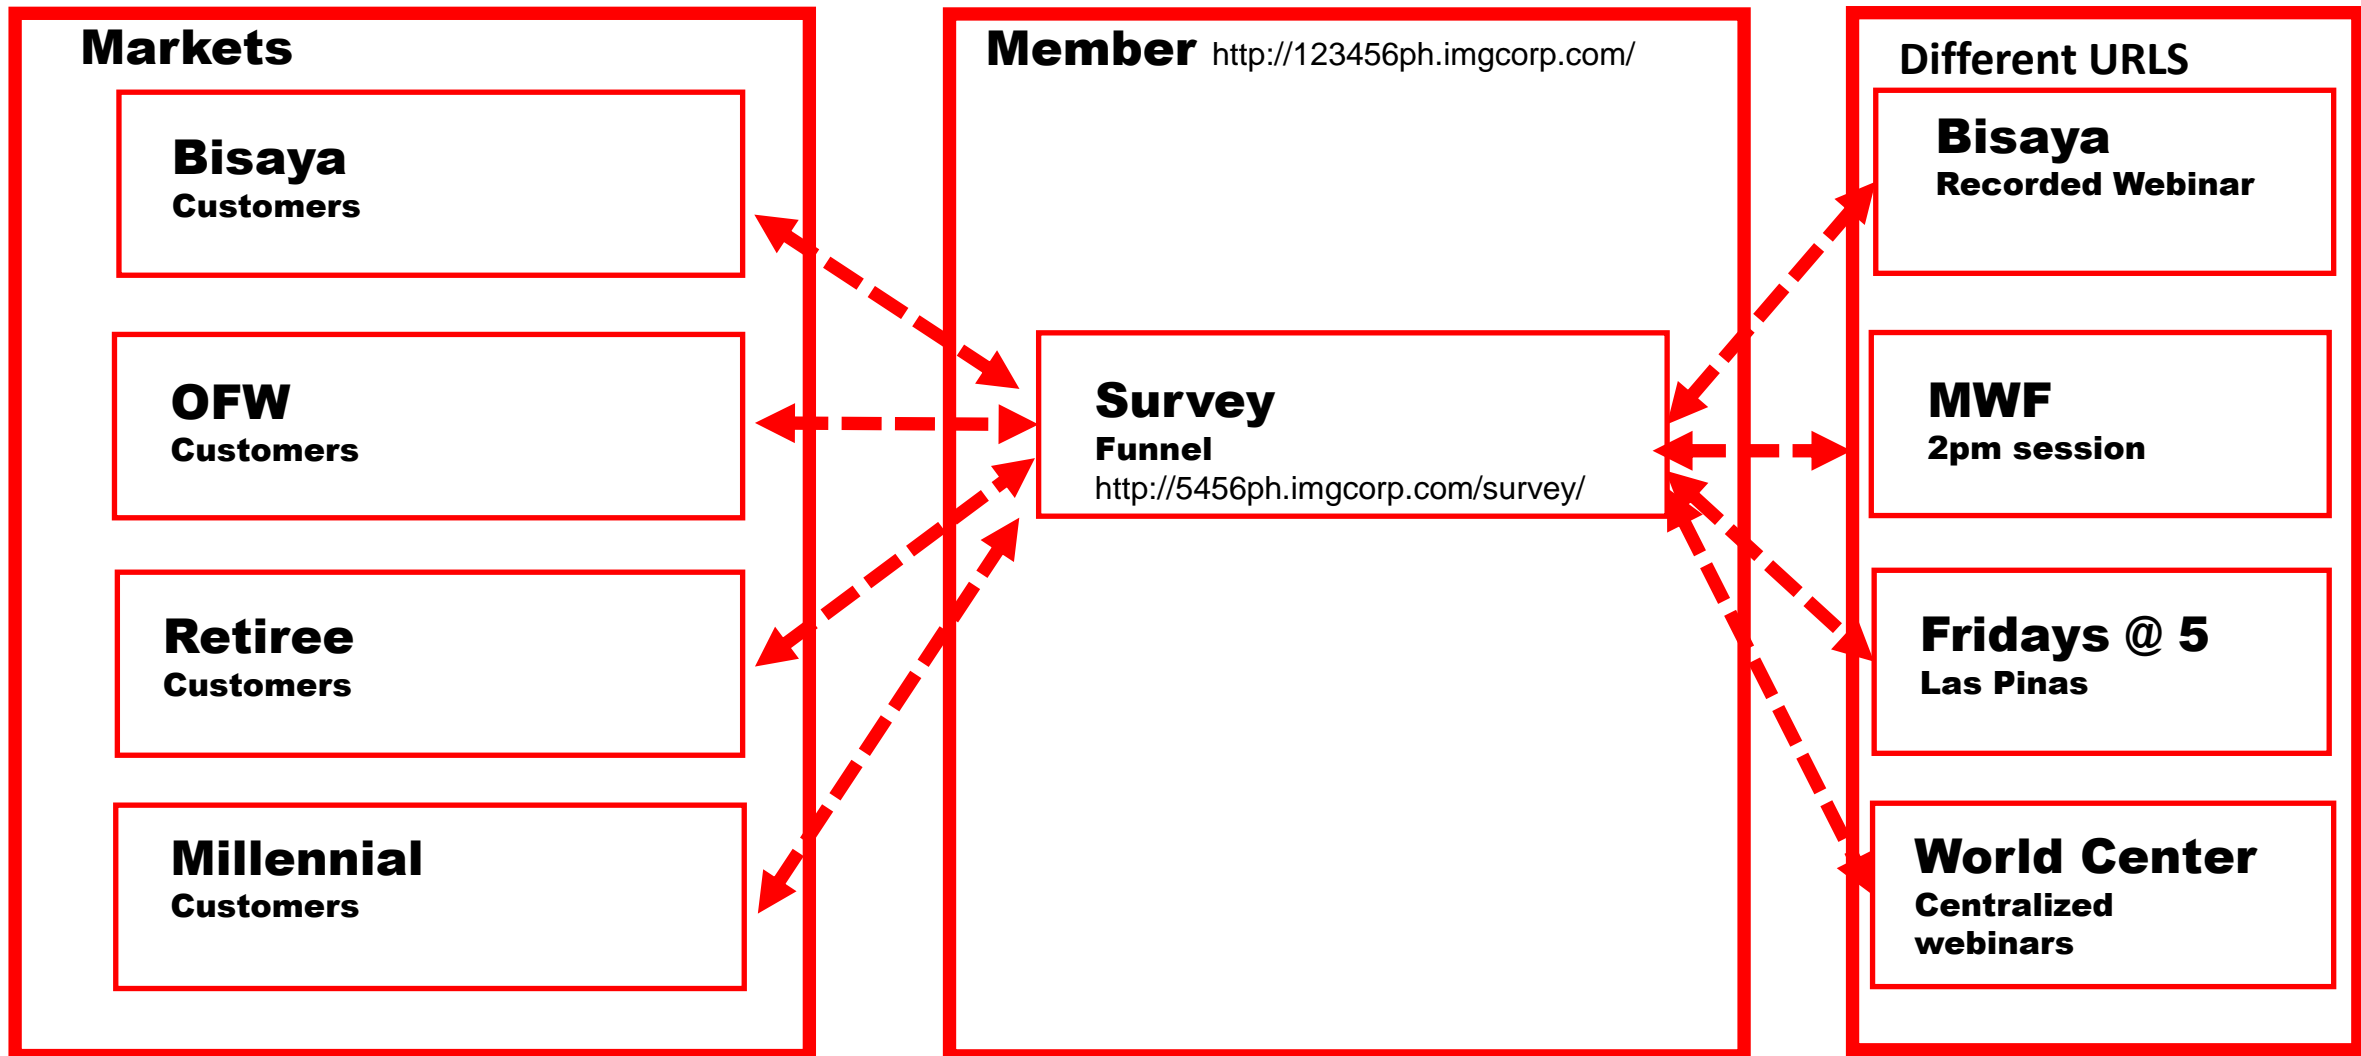 Markets
Bisaya
Customers
OFW
Customers
Retiree
Customers
Millennial
Customers
Member http://123456ph.imgcorp.com/
Survey
Funnel
http://5456ph.imgcorp.com/survey/
Different URLS
Bisaya
Recorded Webinar
MWF
2pm session
Fridays @ 5
Las Pinas
World Center
Centralized
webinars